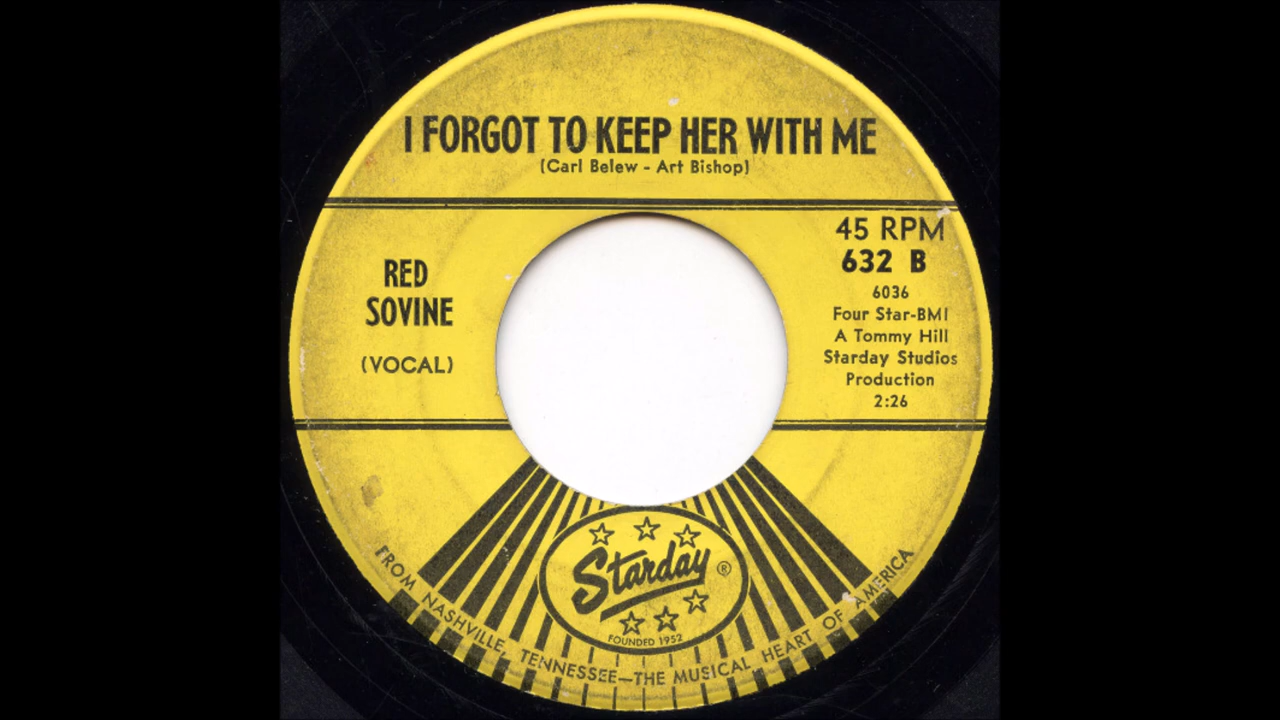 I FORGOT TO KEEP HER WITH ME
(Carl Belew - Art Bishop)
RED
SOVINE
(VOCAL)
45 RPM
632 B
6036
Four Star-BMI
A Tommy Hill
Starday Studios
Production
2:26
Starday ®
FOUNDED 1952
FROM NASHVILLE, TENNESSEE—THE MUSICAL HEART OF AMERICA